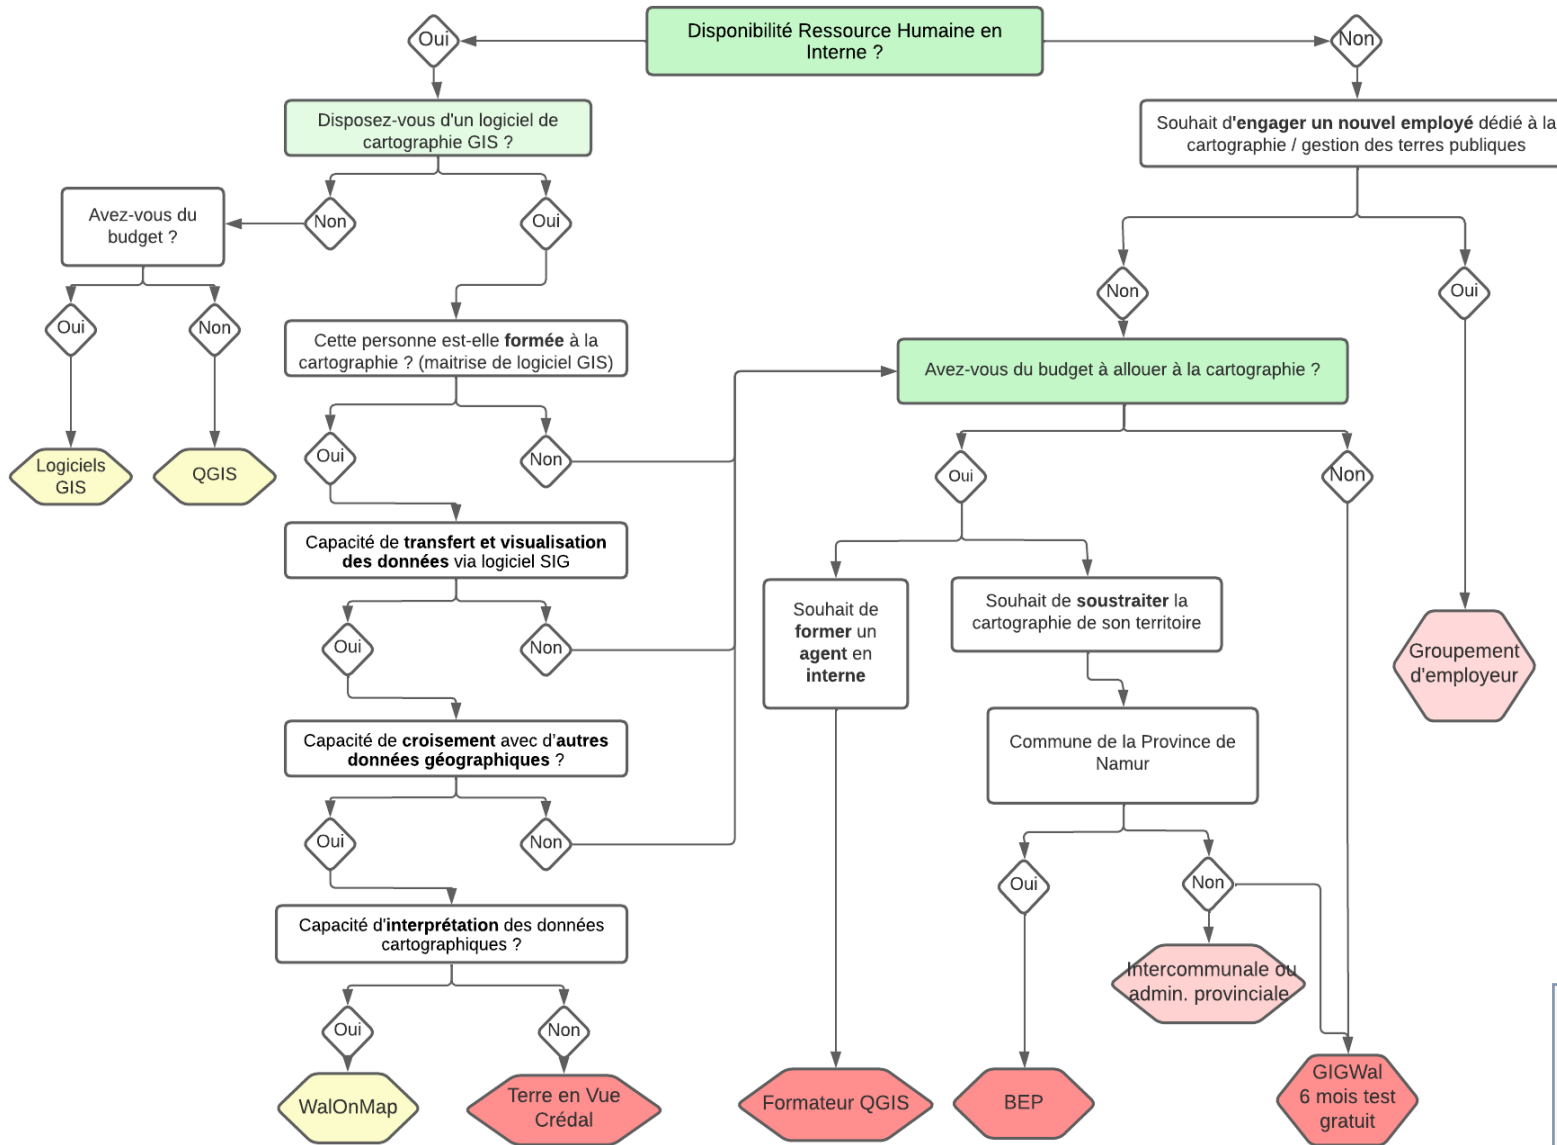 Disponibilité Ressource Humaine en
Interne ?
Oui
Non
Disposez-vous d'un logiciel de
cartographie GIS ?
Souhait d'engager un nouvel employé dédié à la
cartographie / gestion des terres publiques
Avez-vous du
budget ?
Non
Oui
Oui
Non
Non
Oui
Cette personne est-elle formée à la
cartographie ? (maitrise de logiciel GIS)
Avez-vous du budget à allouer à la cartographie ?
Logiciels
GIS
QGIS
Oui
Non
Oui
Non
Capacité de transfert et visualisation
des données via logiciel SIG
Souhait de
former un
agent en
interne
Souhait de soustraiter la
cartographie de son territoire
Oui
Non
Groupement
d'employeur
Capacité de croisement avec d'autres
données géographiques ?
Commune de la Province de
Namur
Oui
Non
Oui
Non
Capacité d'interprétation des données
cartographiques ?
Intercommunale ou
admin. provinciale
Oui
Non
WalOnMap
Terre en Vue
Crédal
Formateur QGIS
BEP
GIGWal
6 mois test
gratuit